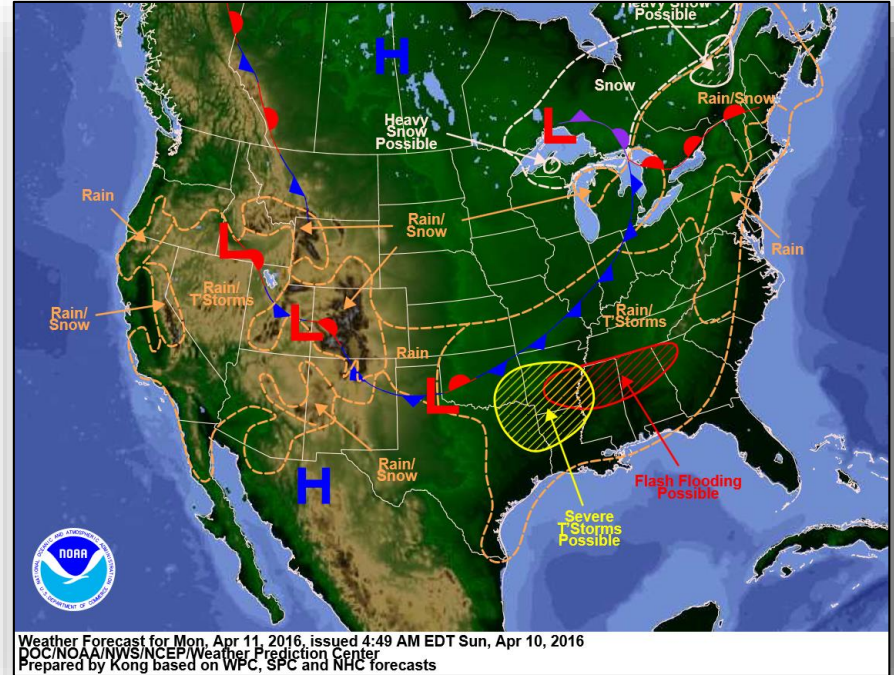 Heavy Snow
Possible
Snow
Rain/Snow
H
L
Heavy
Snow
Possible
Rain
Rain/
Snow
Rain
L
Rain/
T'Storms
Rain/
Snow
L
Rain/
T'Storms
Rain
L
Rain/
Snow
H
Flash Flooding
Possible
Severe
T'Storms
Possible
NATIONAL OCEANIC AND ATMOSPHERIC ADMINISTRATION
NOAA
U.S. DEPARTMENT OF COMMERCE
Weather Forecast for Mon, Apr 11, 2016, issued 4:49 AM EDT Sun, Apr 10, 2016
DOC/NOAA/NWS/NCEP/Weather Prediction Center
Prepared by Kong based on WPC, SPC and NHC forecasts